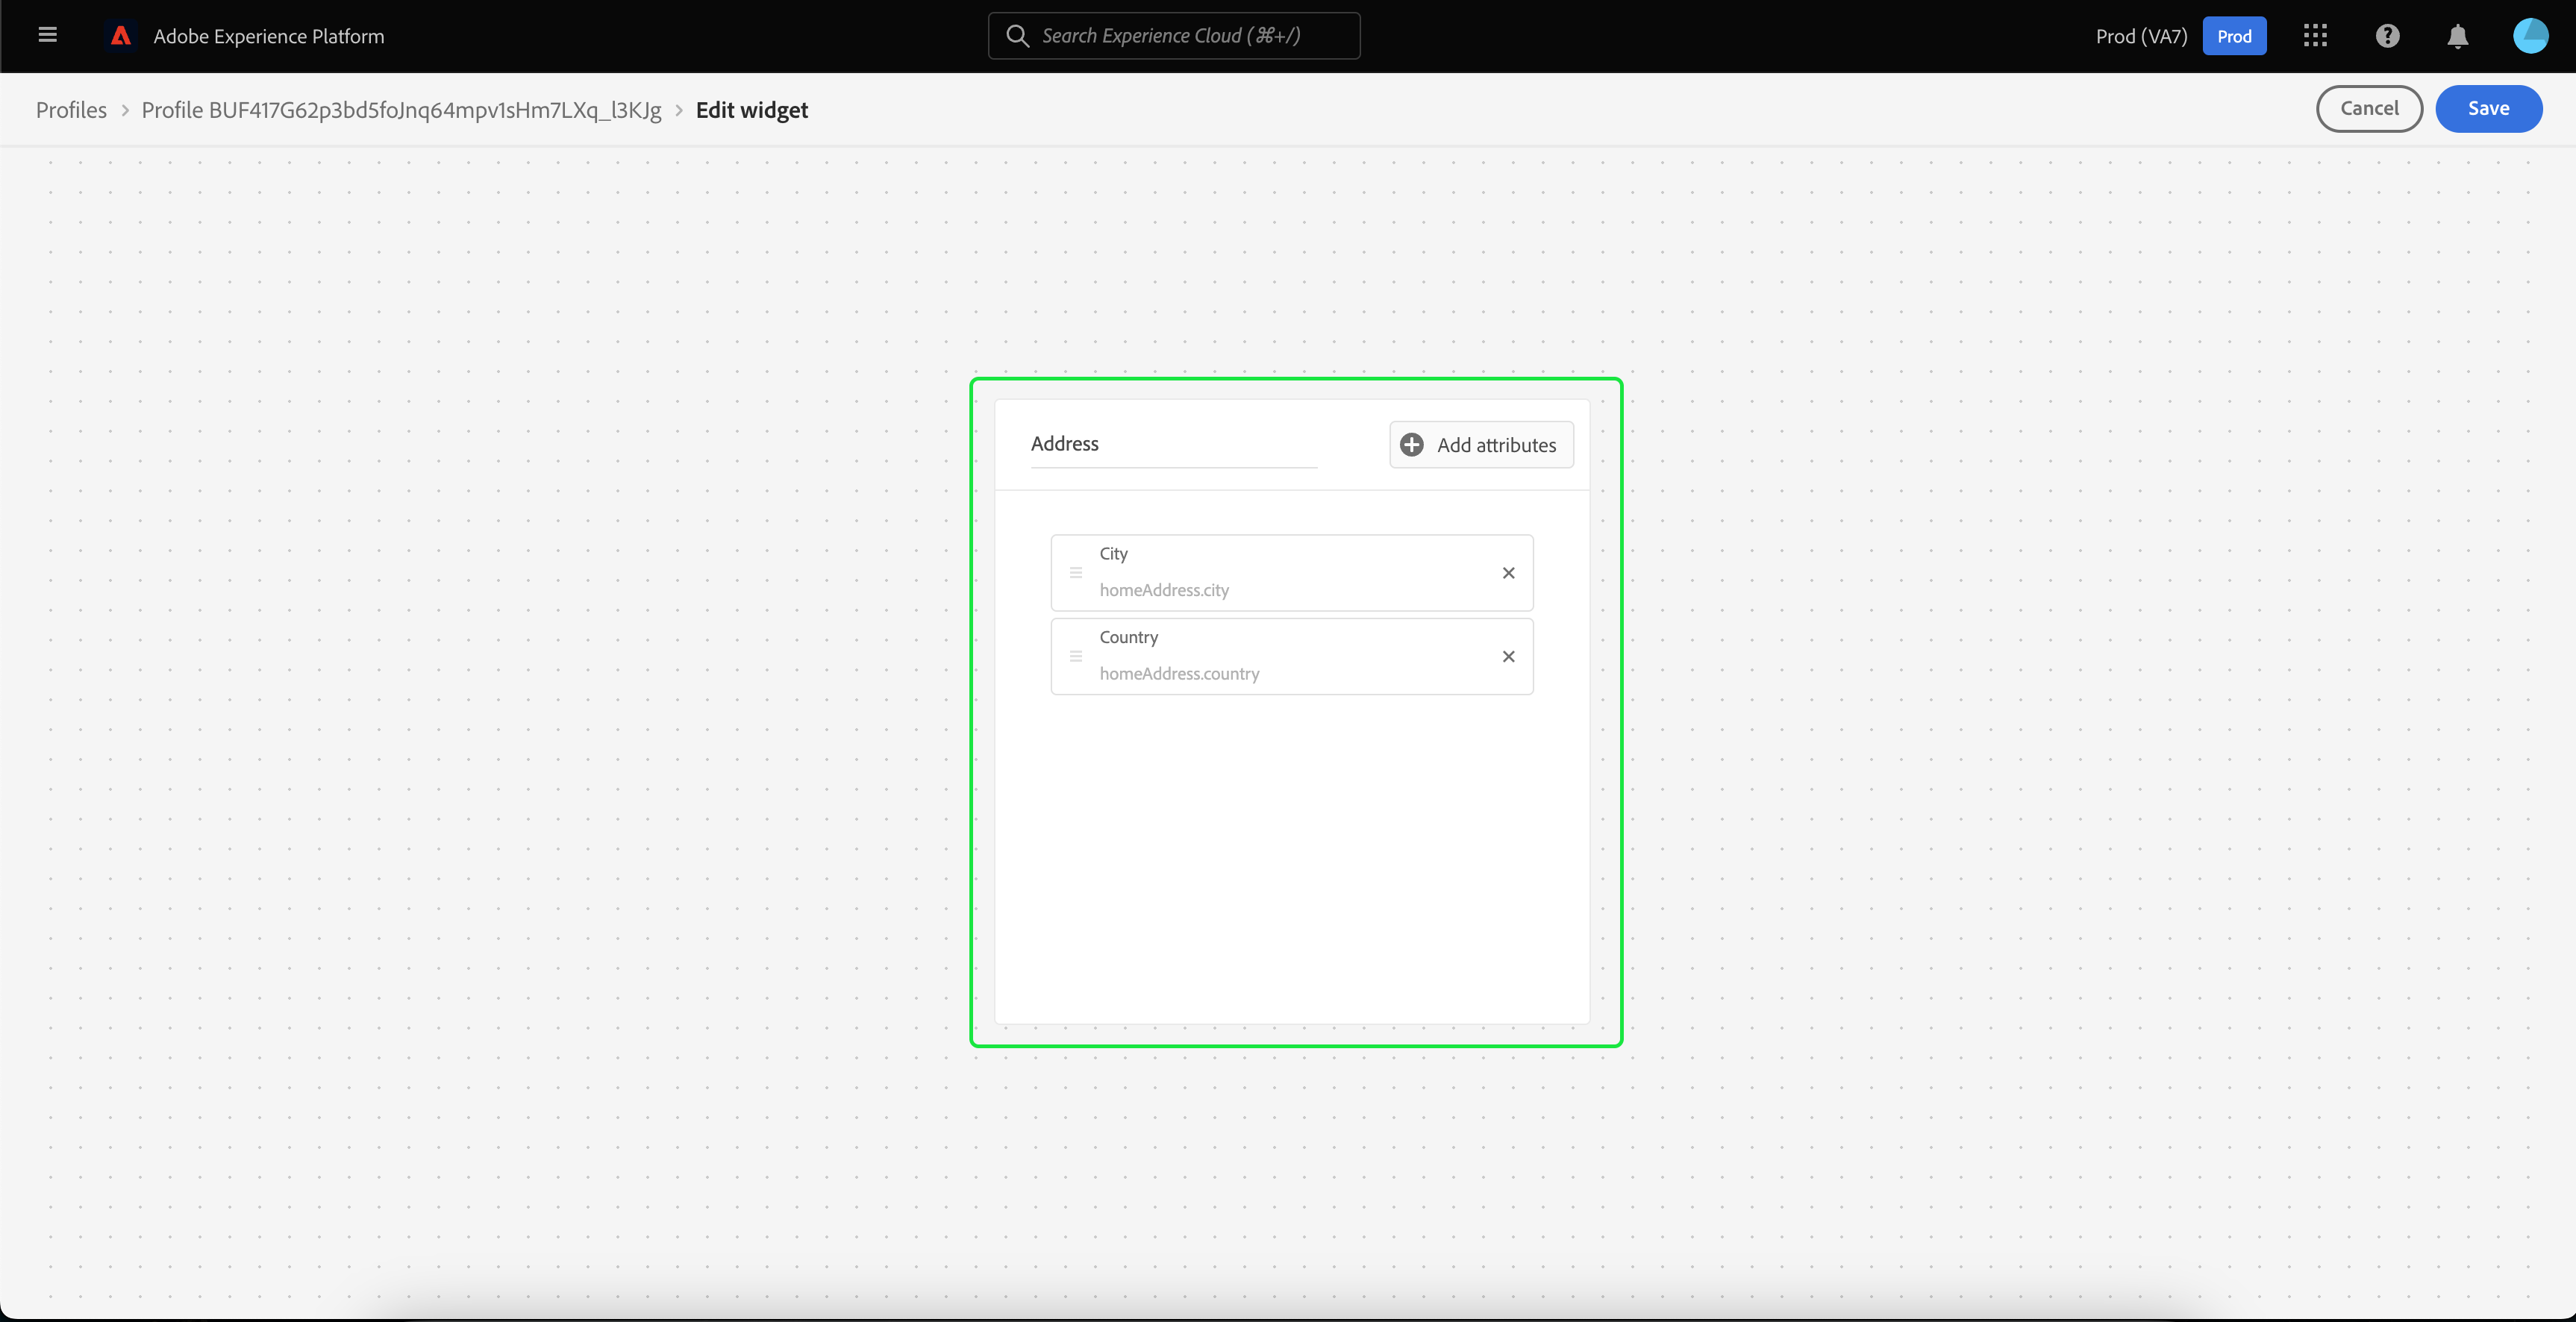 Adobe Experience Platform
Search Experience Cloud (⌘+/)
Prod (VA7)
Prod
Profiles > Profile BUF417G62p3bd5foJnq64mpv1sHm7LXq_l3KJg > Edit widget
Cancel
Save
Address
Add attributes
City
homeAddress.city
Country
homeAddress.country